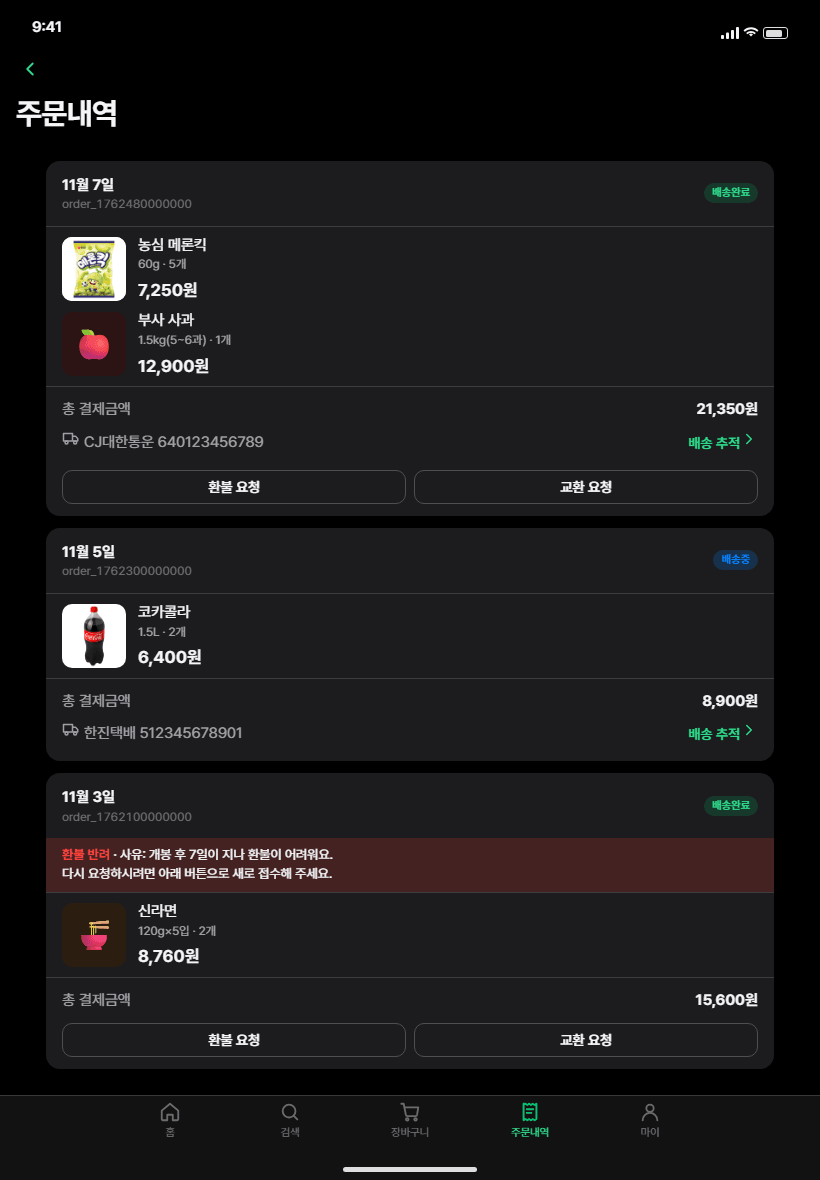 9:41
주문내역
11월 7일
order_1762480000000
배송완료
메론킥
농심 메론킥
60g · 5개
7,250원
부사 사과
1.5kg(5~6과) · 1개
12,900원
총 결제금액
21,350원
CJ대한통운 640123456789
배송 추적
환불 요청
교환 요청
11월 5일
order_1762300000000
배송중
Coca-Cola
코카콜라
1.5L · 2개
6,400원
총 결제금액
8,900원
한진택배 512345678901
배송 추적
11월 3일
order_1762100000000
배송완료
환불 반려 · 사유: 개봉 후 7일이 지나 환불이 어려워요.
다시 요청하시려면 아래 버튼으로 새로 접수해 주세요.
신라면
120g×5입 · 2개
8,760원
총 결제금액
15,600원
환불 요청
교환 요청
홈
검색
장바구니
주문내역
마이